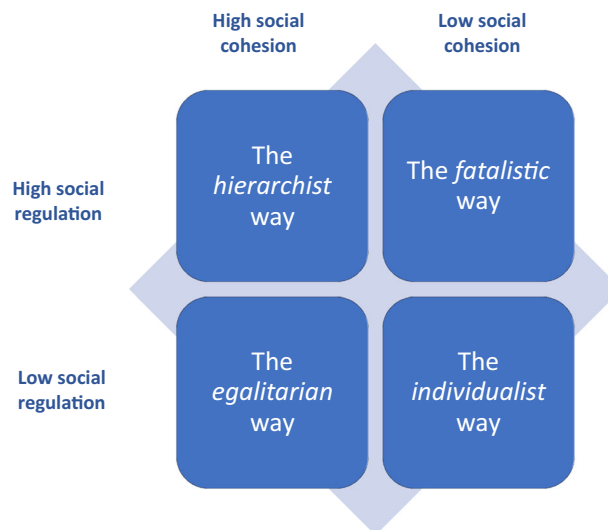 High social
cohesion
Low social
cohesion
High social
regulation
The
hierarchist
way
The fatalistic
way
Low social
regulation
The
egalitarian
way
The
individualist
way